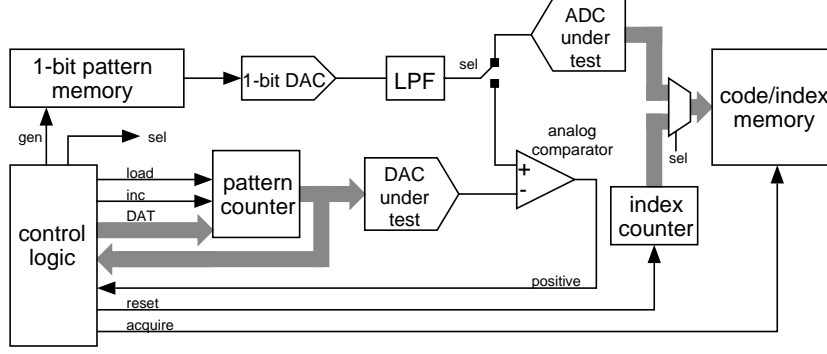 ADC
under
test
1-bit pattern
memory
1-bit DAC
LPF
sel
code/index
memory
gen
sel
analog
comparator
sel
load
inc
DAT
pattern
counter
DAC
under
test
+
-
index
counter
control
logic
positive
reset
acquire